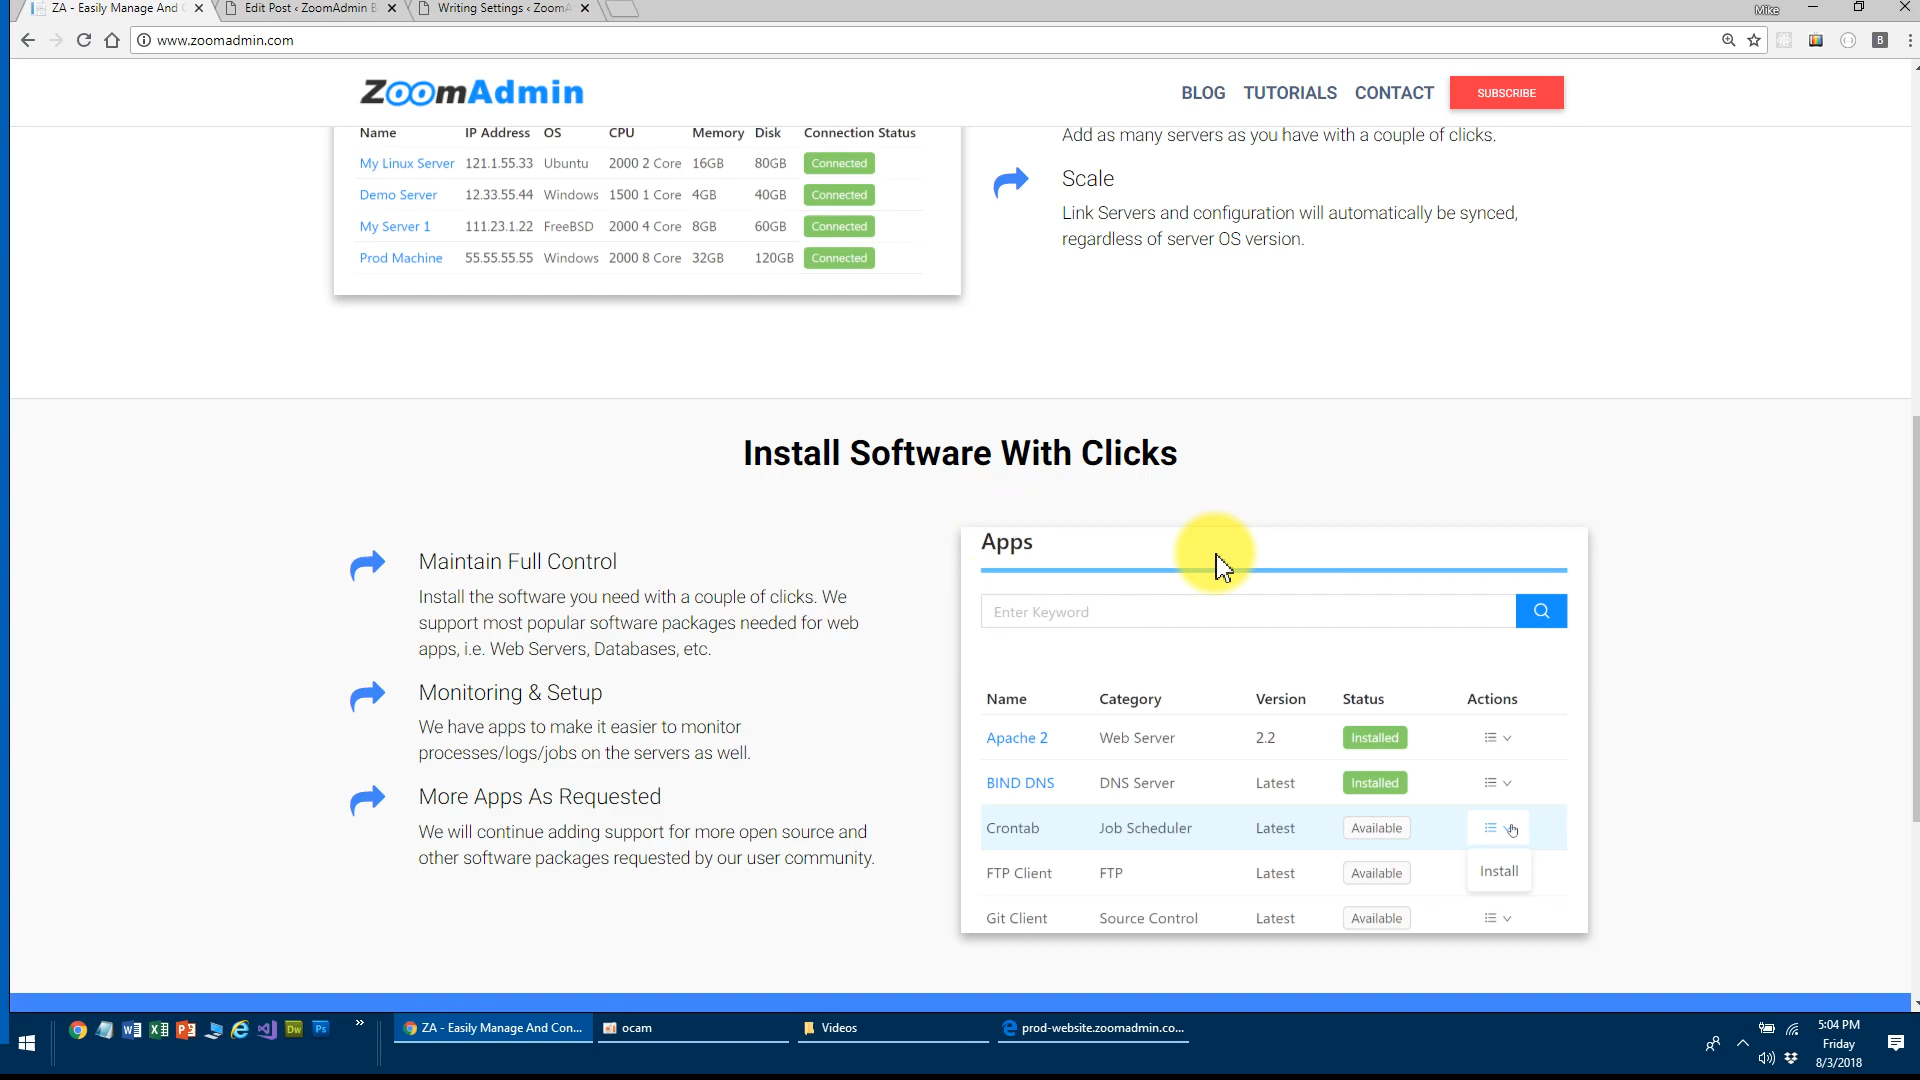 ZA - Easily Manage And C
Edit Post ‹ ZoomAdmin B
Writing Settings ‹ ZoomA
Mike
www.zoomadmin.com
B
ZoomAdmin
BLOG TUTORIALS CONTACT SUBSCRIBE
Name IP Address OS CPU Memory Disk Connection Status
My Linux Server 121.1.55.33 Ubuntu 2000 2 Core 16GB 80GB Connected
Demo Server 12.33.55.44 Windows 1500 1 Core 4GB 40GB Connected
My Server 1 111.23.1.22 FreeBSD 2000 4 Core 8GB 60GB Connected
Prod Machine 55.55.55.55 Windows 2000 8 Core 32GB 120GB Connected
Add as many servers as you have with a couple of clicks.
Scale
Link Servers and configuration will automatically be synced,
regardless of server OS version.
Install Software With Clicks
Maintain Full Control
Install the software you need with a couple of clicks. We
support most popular software packages needed for web
apps, i.e. Web Servers, Databases, etc.
Monitoring & Setup
We have apps to make it easier to monitor
processes/logs/jobs on the servers as well.
More Apps As Requested
We will continue adding support for more open source and
other software packages requested by our user community.
Apps
Enter Keyword
Name Category Version Status Actions
Apache 2 Web Server 2.2 Installed
BIND DNS DNS Server Latest Installed
Crontab Job Scheduler Latest Available
FTP Client FTP Latest Available Install
Git Client Source Control Latest Available
Dw Ps
ZA - Easily Manage And Con...
ocam
Videos
prod-website.zoomadmin.co...
5:04 PM
Friday
8/3/2018